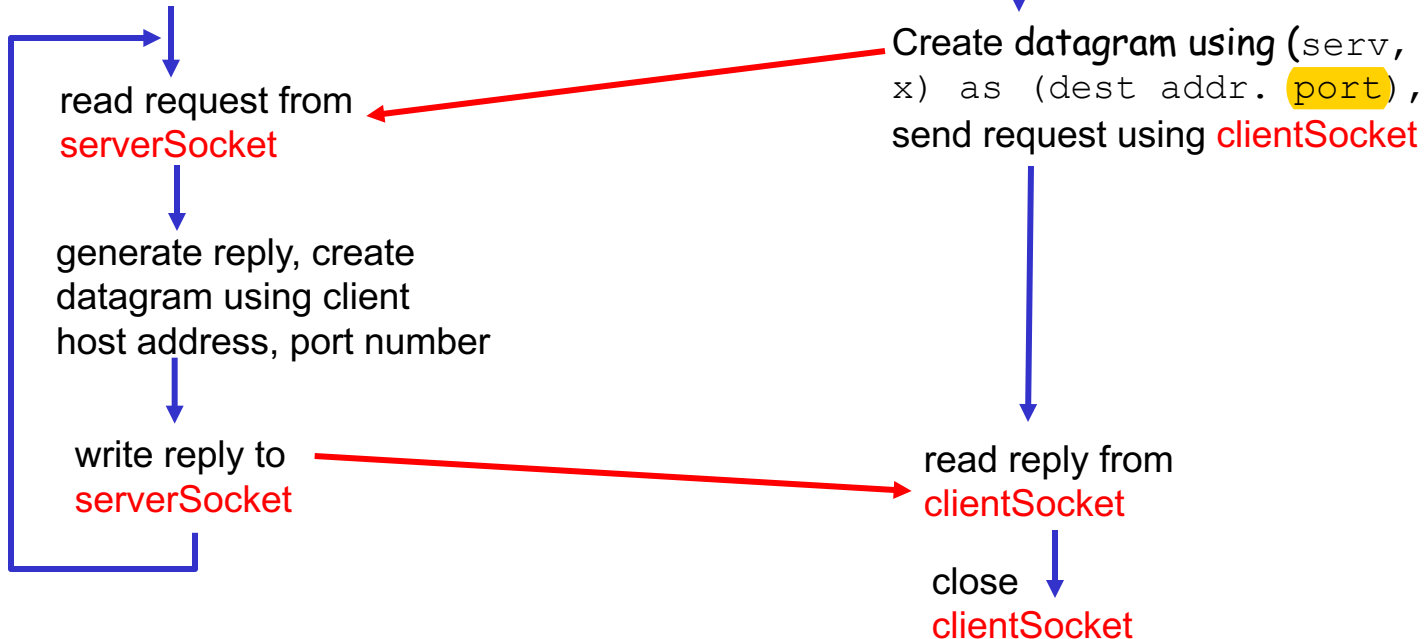 read request from
serverSocket
generate reply, create
datagram using client
host address, port number
write reply to
serverSocket
Create datagram using (serv,
x) as (dest addr. port),
send request using clientSocket
read reply from
clientSocket
close
clientSocket